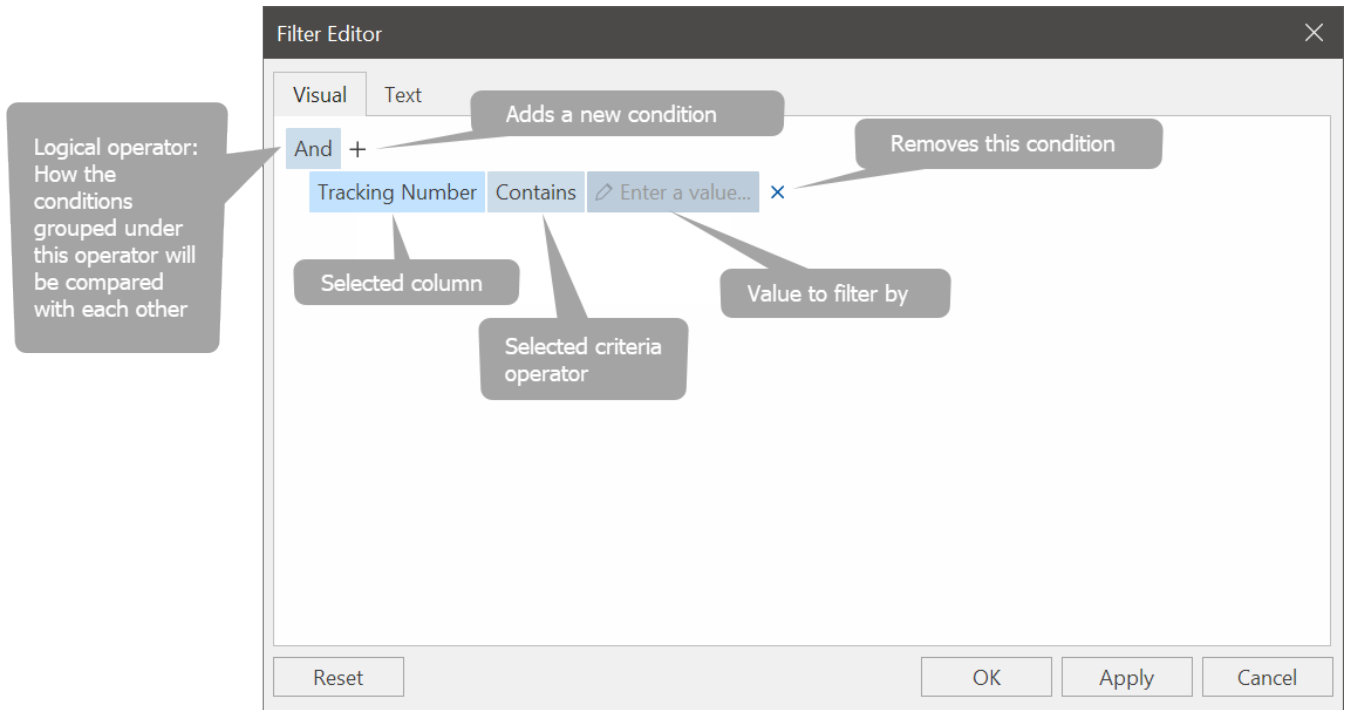 Filter Editor
Visual Text
Adds a new condition
Logical operator:
How the
conditions
grouped under
this operator will
be compared
with each other
And +
Removes this condition
Tracking Number Contains Enter a value... ×
Selected column
Value to filter by
Selected criteria
operator
Reset OK Apply Cancel